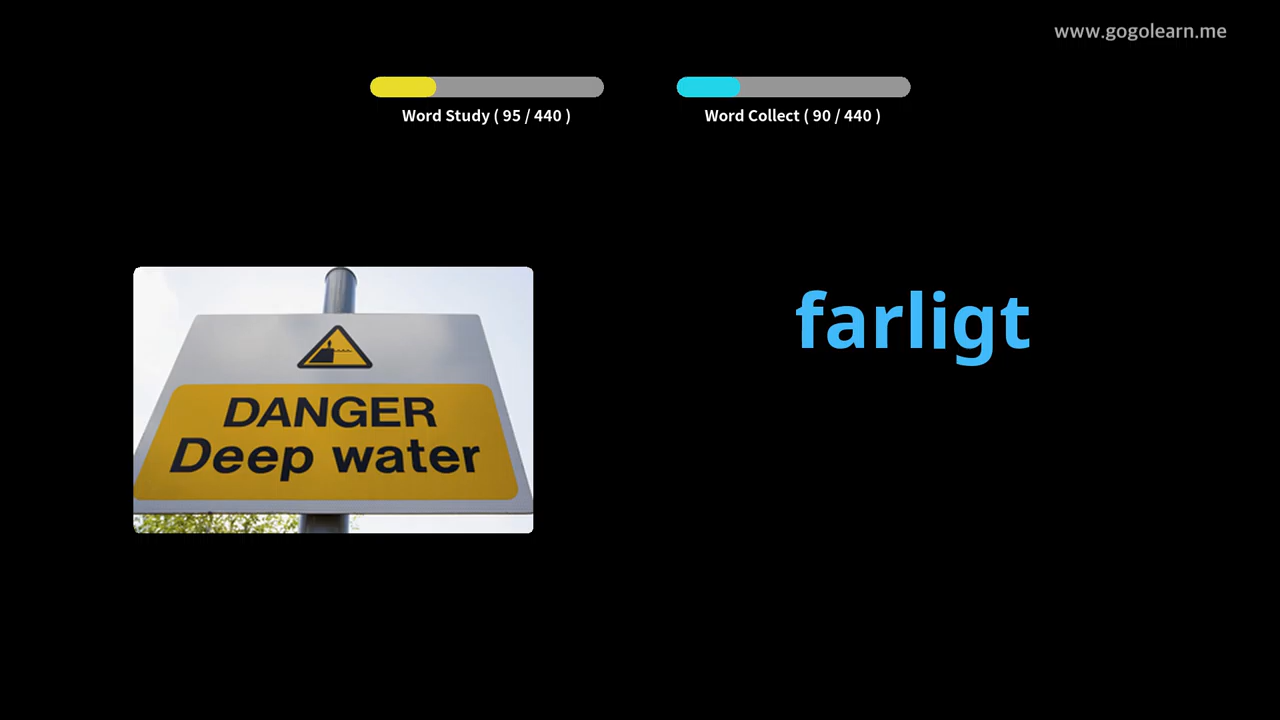 www.gogolearn.me
Word Study ( 95 / 440 )
Word Collect ( 90 / 440 )
DANGER
Deep water
farligt